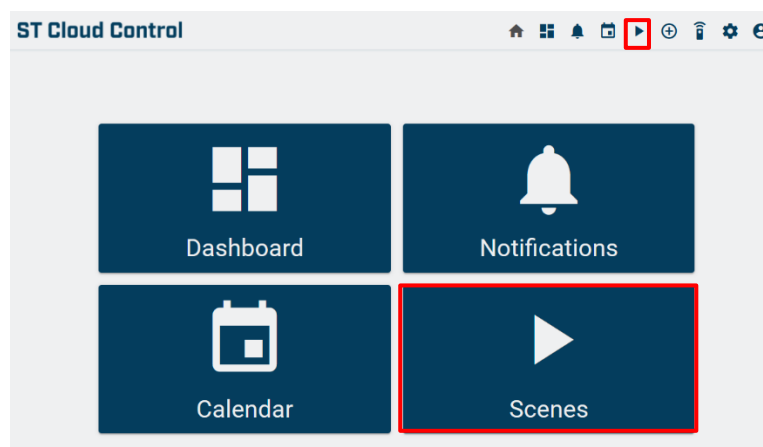 ST Cloud Control
Dashboard
Notifications
Calendar
Scenes